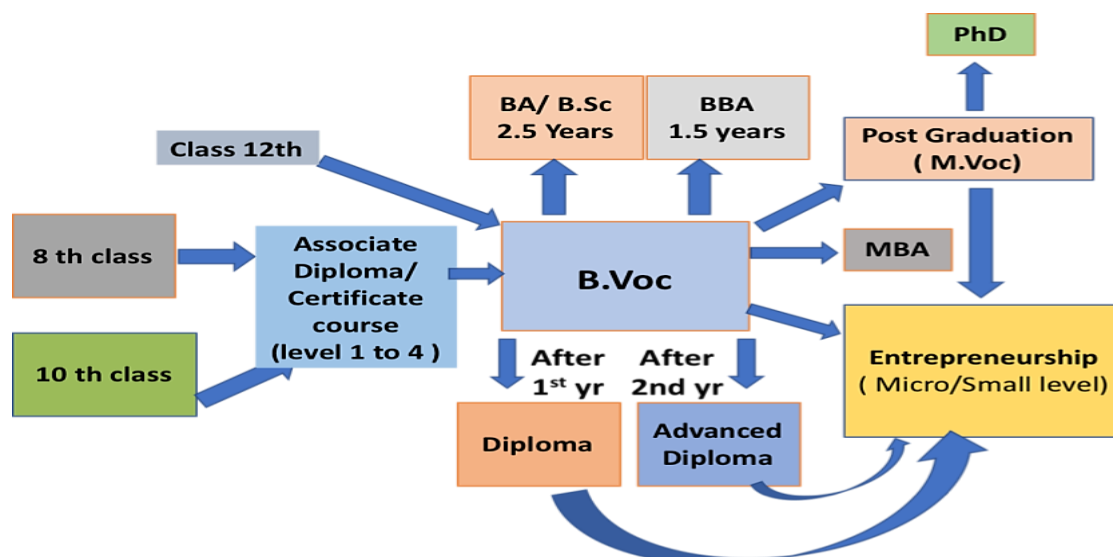 PhD
BA/ B.Sc
2.5 Years
BBA
1.5 years
Post Graduation
( M.Voc)
Class 12th
8 th class
Associate
Diploma/
Certificate
course
(level 1 to 4 )
B.Voc
MBA
10 th class
After
1st yr
After
2nd yr
Entrepreneurship
( Micro/Small level)
Diploma
Advanced
Diploma